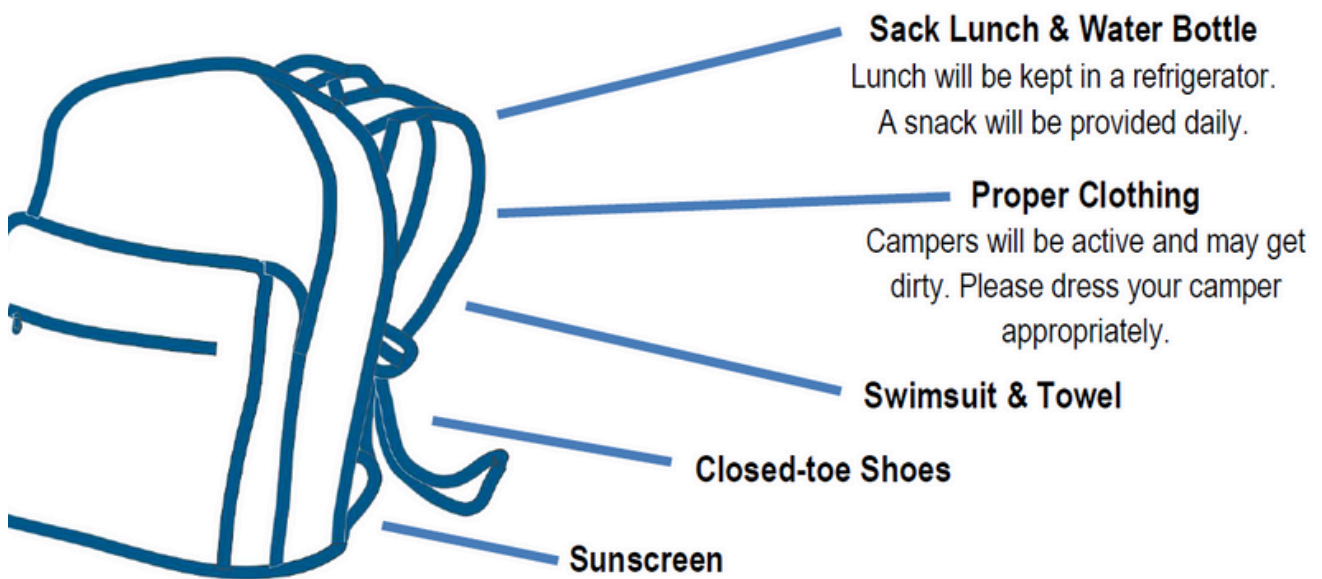 Sack Lunch & Water Bottle
Lunch will be kept in a refrigerator.
A snack will be provided daily.
Proper Clothing
Campers will be active and may get
dirty. Please dress your camper
appropriately.
Swimsuit & Towel
Closed-toe Shoes
Sunscreen